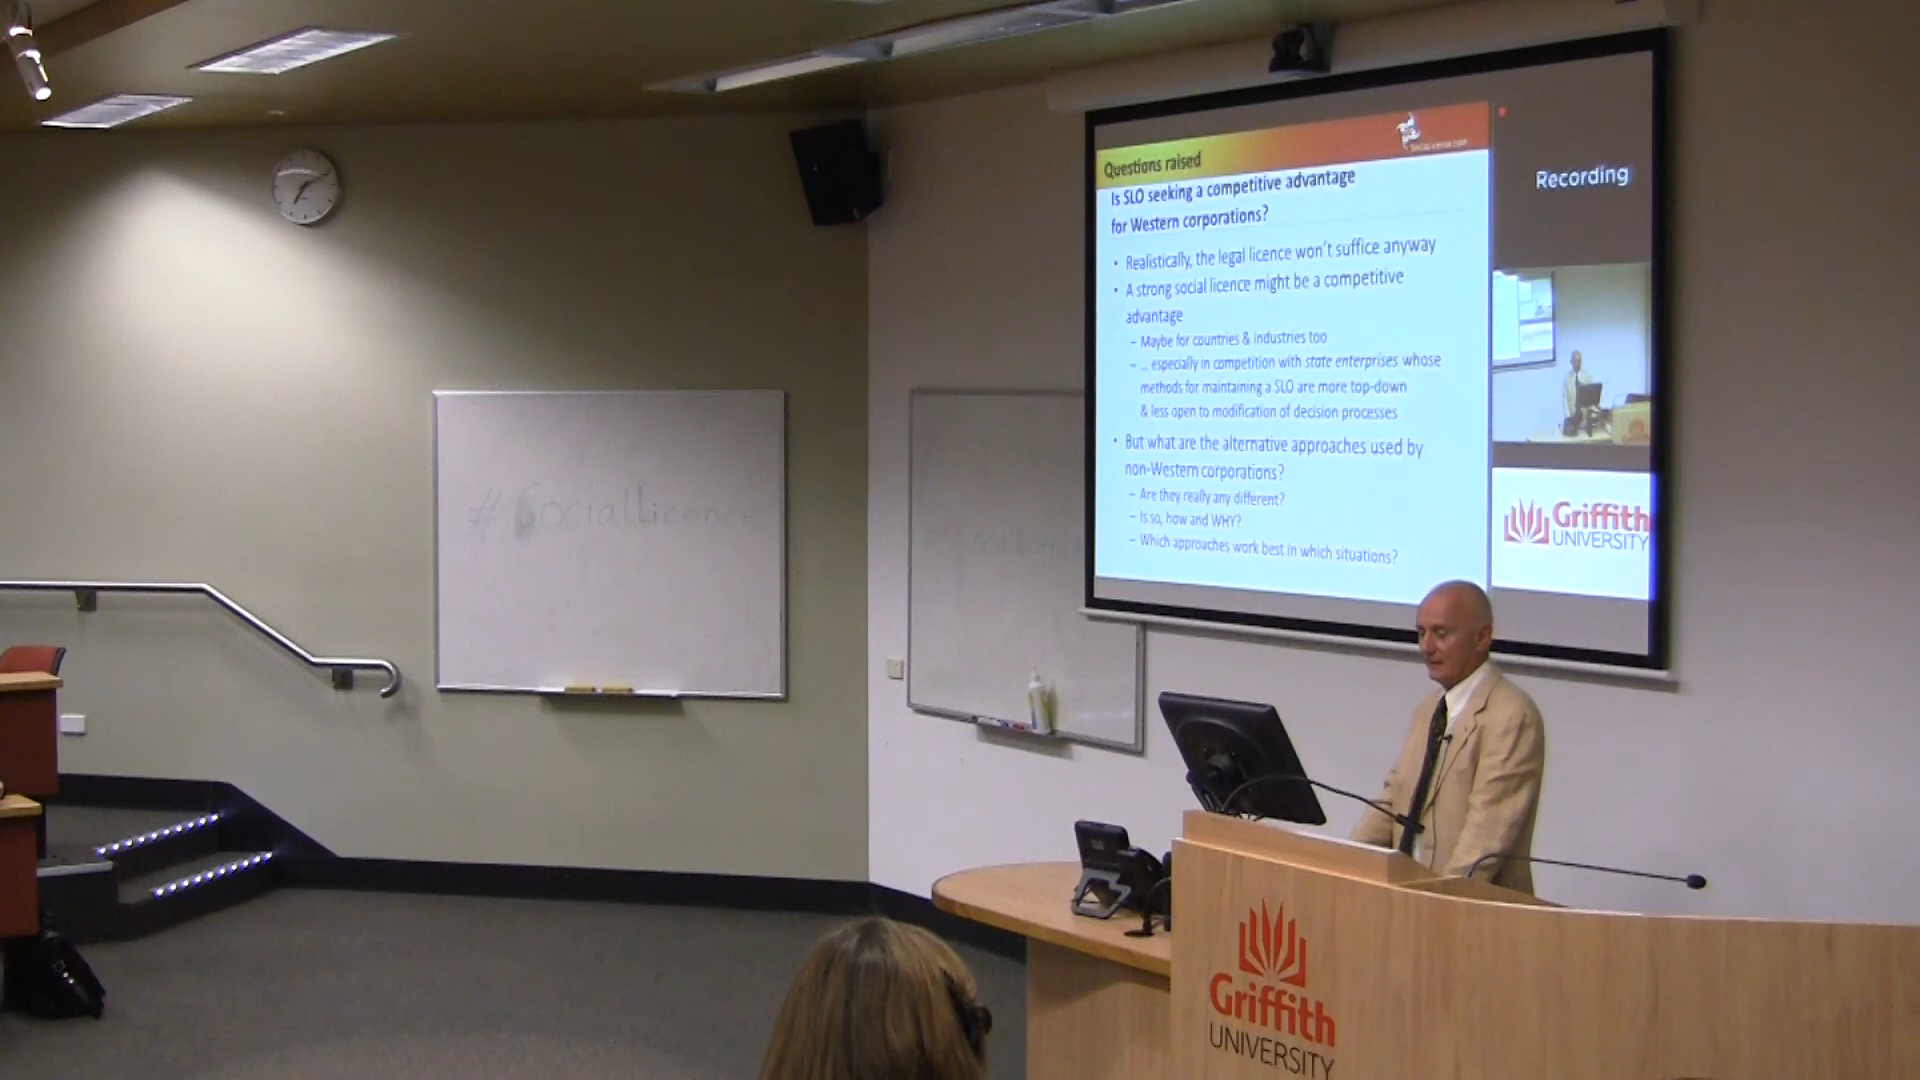 Questions raised
Is SLO seeking a competitive advantage
for Western corporations?
• Realistically, the legal licence won't suffice anyway
• A strong social licence might be a competitive
advantage
– Maybe for countries & industries too
– ... especially in competition with state enterprises whose
methods for maintaining a SLO are more top-down
& less open to modification of decision processes
• But what are the alternative approaches used by
non-Western corporations?
– Are they really any different?
– Is so, how and WHY?
– Which approaches work best in which situations?
Recording
Griffith
UNIVERSITY
#SocialLicence
Griffith
UNIVERSITY